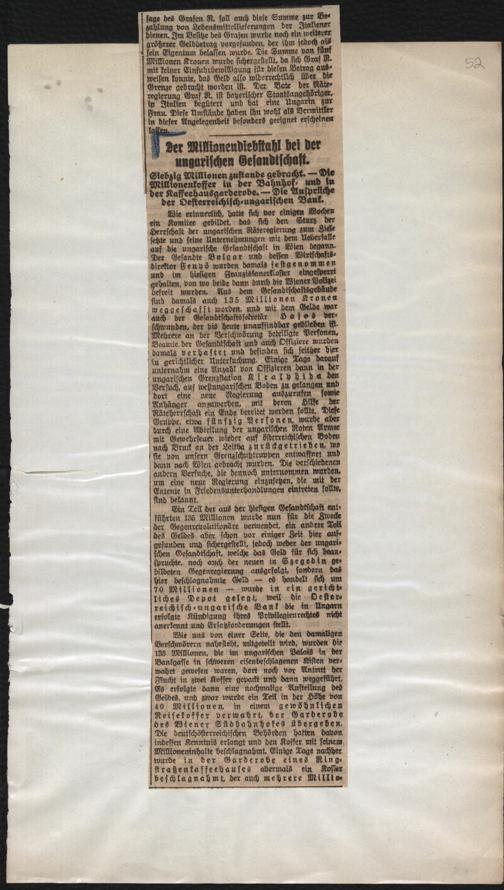 52
sage des Grafen R. soll auch diese Summe zur Be-
zahlung von Lebensmittellieferungen der Italiener
dienen. Im Besitze des Grafen wurde noch ein weiterer
größerer Geldbetrag vorgefunden, der ihm jedoch als
sein Eigentum belassen wurde. Die Summe von fünf
Millionen Kronen wurde sichergestellt, da sich Graf R.
mit keiner Einfuhrbewilligung für diesen Betrag aus-
weisen konnte, das Geld also widerrechtlich über die
Grenze gebracht worden ist. Der Bote der Räte-
regierung Graf R. ist bayerischer Staatsangehöriger,
in Italien begütert und hat eine Ungarin zur
Frau. Diese Umstände haben ihn wohl als Vermittler
in dieser Angelegenheit besonders geeignet erscheinen
lassen.
Der Millionendiebstahl bei der
ungarischen Gesandtschaft.
Siebzig Millionen zustande gebracht. — Die
Millionenkoffer in der Bahnhof- und in
der Kaffeehausgarderobe. — Die Ansprüche
der Oesterreichisch-ungarischen Bank.
Wie erinnerlich, hatte sich vor einigen Wochen
ein Komitee gebildet, das sich den Sturz der
Herrschaft der ungarischen Räteregierung zum Ziele
setzte und seine Unternehmungen mit dem Ueberfalle
auf die ungarische Gesandtschaft in Wien begann.
Der Gesandte Bolgar und dessen Wirtschafts-
direktor Fenyö wurden damals festgenommen
und im hiesigen Franziskanerkloster eingesperrt
gehalten, von wo beide dann durch die Wiener Polizei
befreit wurden. Aus dem Gesandtschaftsgebäude
sind damals auch 135 Millionen Kronen
weggeschafft worden, und mit dem Gelde war
auch der Gesandtschaftssekretär Hajos ver-
schwunden, der bis heute unauffindbar geblieben ist.
Mehrere an der Verschwörung beteiligte Personen,
Beamte der Gesandtschaft und auch Offiziere wurden
damals verhaftet und befinden sich seither hier
in gerichtlicher Untersuchung. Einige Tage darauf
unternahm eine Anzahl von Offizieren dann in der
ungarischen Grenzstation Kiralyhida den
Versuch, auf westungarischen Boden zu gelangen und
dort eine neue Regierung auszurufen sowie
Anhänger anzuwerben, mit deren Hilfe der
Räteherrschaft ein Ende bereitet werden sollte. Diese
Gruppe, etwa fünfzig Personen, wurde aber
durch eine Abteilung der ungarischen Roten Armee
mit Gewehrfeuer wieder auf österreichischen Boden
nach Bruck an der Leitha zurückgetrieben, wo
sie von unsern Grenzschutztruppen entwaffnet und
dann nach Wien gebracht wurden. Die verschiedenen
andern Versuche, die dennoch unternommen wurden,
um eine neue Regierung einzusetzen, die mit der
Entente in Friedensunterhandlungen eintreten sollte,
sind bekannt.
Ein Teil der aus der hiesigen Gesandtschaft ent-
führten 135 Millionen wurde nun für die Zwecke
der Gegenrevolutionäre verwendet, ein andrer Teil
des Geldes aber schon vor einiger Zeit hier auf-
gefunden und sichergestellt, jedoch weder der ungari-
schen Gesandtschaft, welche das Geld für sich bean-
spruchte, noch auch der neuen in Szegedin ge-
bildeten Gegenregierung ausgefolgt, sondern das
hier beschlagnahmte Geld — es handelt sich um
70 Millionen — wurde in ein gericht-
liches Depot gelegt, weil die Oester-
reichisch-ungarische Bank die in Ungarn
erfolgte Kündigung ihres Privilegienrechtes nicht
anerkennt und Ersatzforderungen stellt.
Wie uns von einer Seite, die den damaligen
Verschwörern nahesteht, mitgeteilt wird, wurden die
135 Millionen, die im ungarischen Palais in der
Bankgasse in schweren eisenbeschlagenen Kisten ver-
wahrt gewesen waren, dort noch vor Antritt der
Flucht in zwei Koffer gepackt und dann weggeführt.
Es erfolgte dann eine nochmalige Aufteilung des
Geldes, und zwar wurde ein Teil in der Höhe von
40 Millionen, in einem gewöhnlichen
Reisekoffer verwahrt, der Garderobe
des Wiener Südbahnhofes übergeben.
Die deutschösterreichischen Behörden hatten davon
indessen Kenntnis erlangt und den Koffer mit seinem
Millioneninhalte beschlagnahmt. Einige Tage nachher
wurde in der Garderobe eines Ring-
straßenkaffeehauses abermals ein Koffer
beschlagnahmt, der auch mehrere Millio-